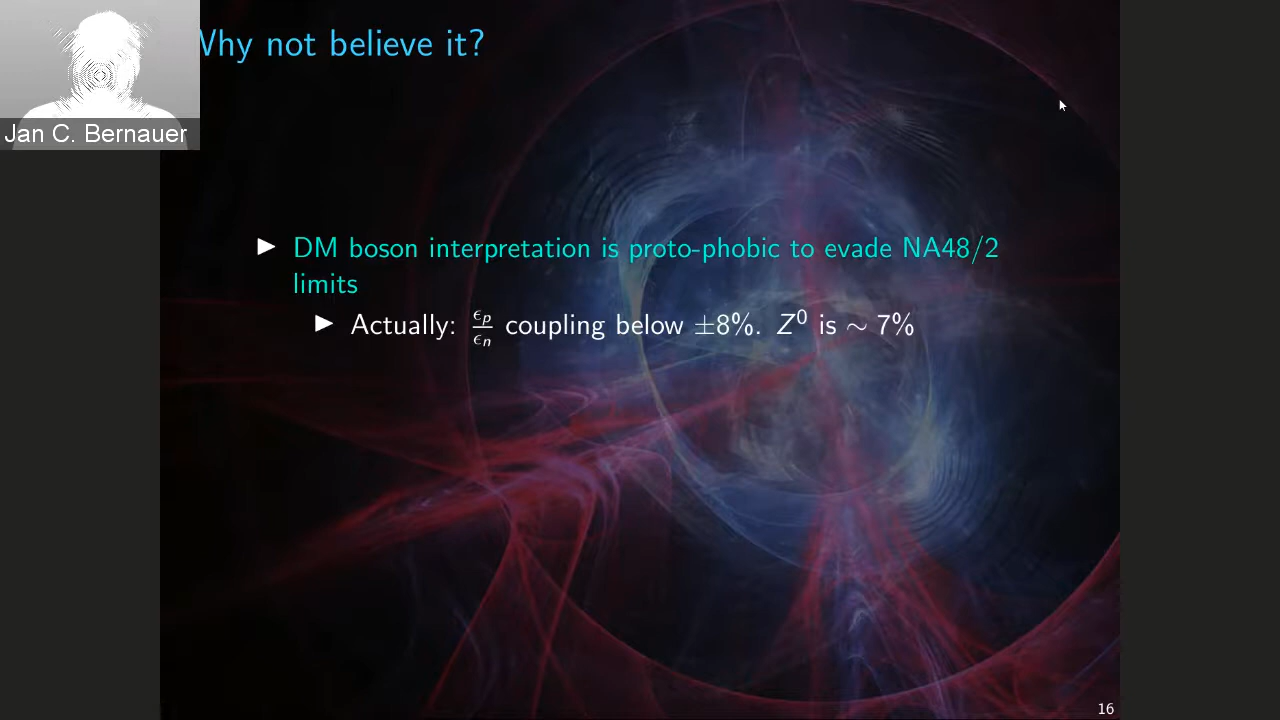 Why not believe it?
Jan C. Bernauer
▶ DM boson interpretation is proto-phobic to evade NA48/2
limits
▶ Actually: ϵp/ϵn coupling below ±8%. Z⁰ is ∼ 7%
16